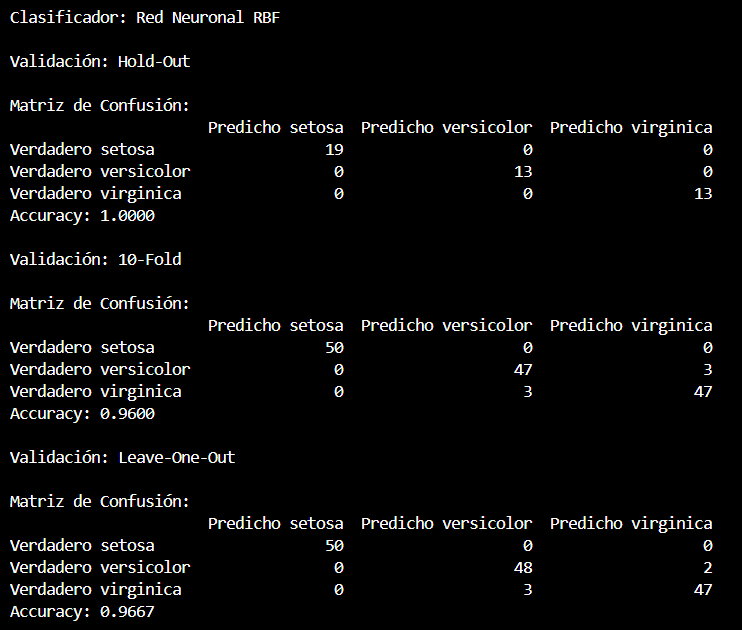 Clasificador: Red Neuronal RBF
Validación: Hold-Out
Matriz de Confusión:
Predicho setosa Predicho versicolor Predicho virginica
Verdadero setosa 19 0 0
Verdadero versicolor 0 13 0
Verdadero virginica 0 0 13
Accuracy: 1.0000
Validación: 10-Fold
Matriz de Confusión:
Predicho setosa Predicho versicolor Predicho virginica
Verdadero setosa 50 0 0
Verdadero versicolor 0 47 3
Verdadero virginica 0 3 47
Accuracy: 0.9600
Validación: Leave-One-Out
Matriz de Confusión:
Predicho setosa Predicho versicolor Predicho virginica
Verdadero setosa 50 0 0
Verdadero versicolor 0 48 2
Verdadero virginica 0 3 47
Accuracy: 0.9667